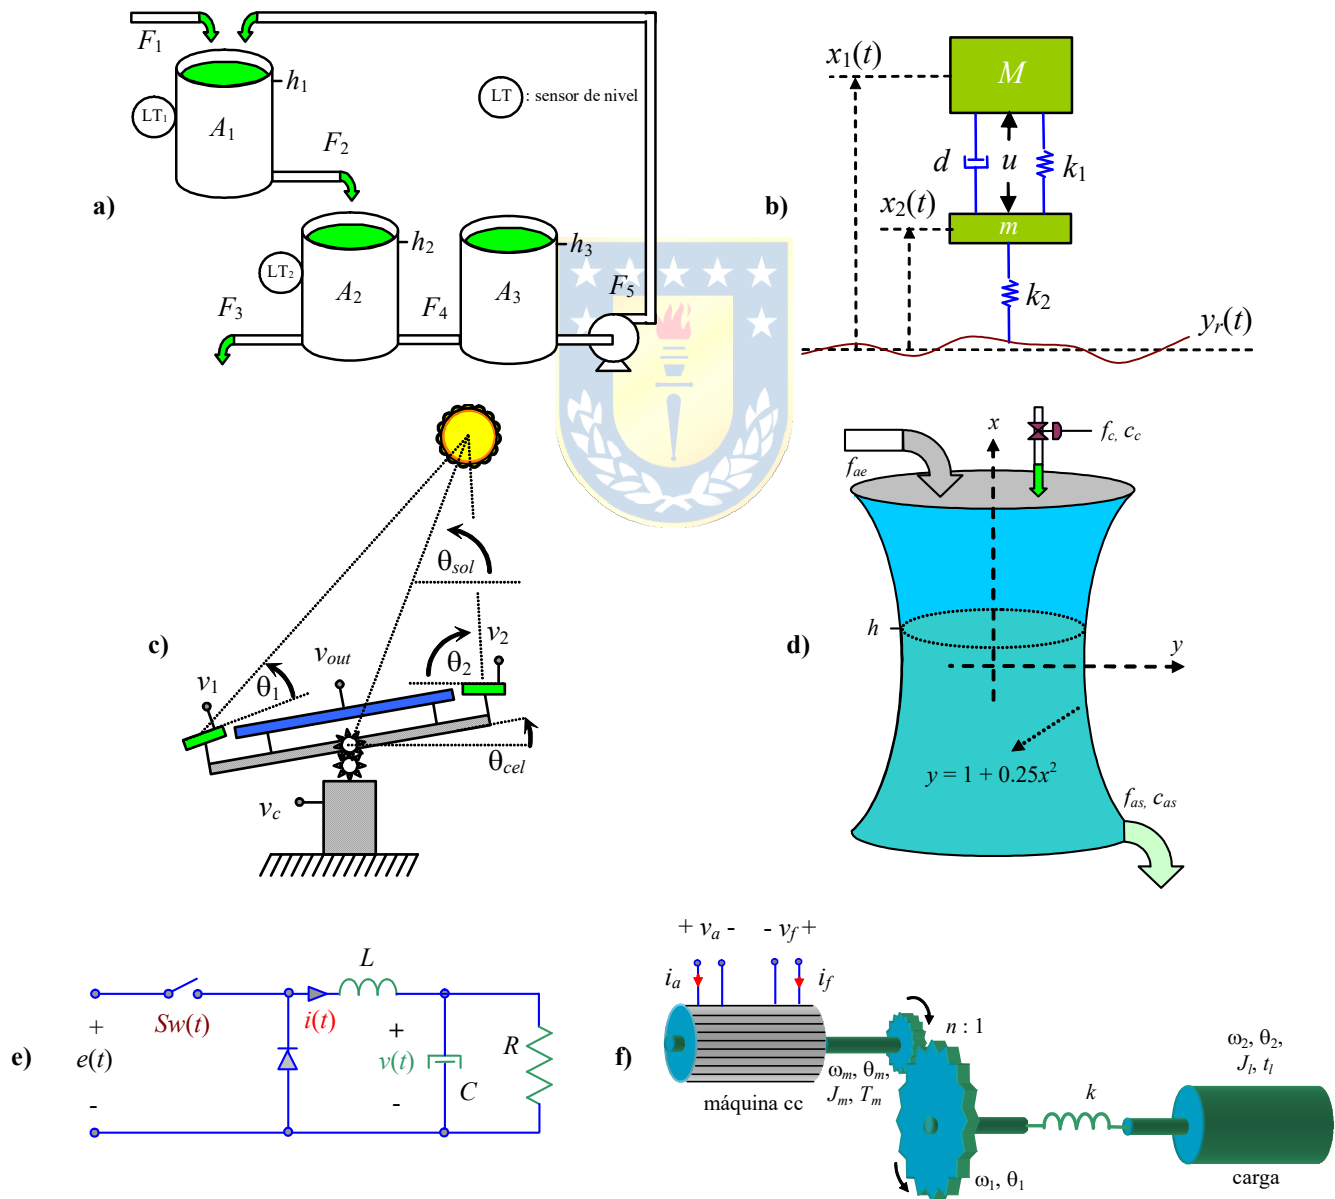 a)
F₁
h₁
LT₁
A₁
F₂
LT : sensor de nivel
h₂
LT₂
A₂
F₃
F₄
h₃
A₃
F₅
b)
x₁(t)
M
d
u
k₁
x₂(t)
m
k₂
yᵣ(t)
c)
θsol
v₁
θ₁
vout
θ₂
v₂
θcel
vc
d)
x
fc, cc
fae
h
y
y = 1 + 0.25x²
fas, cas
e)
L
+
e(t)
-
Sw(t)
i(t)
+
v(t)
-
C
R
f)
+ va -
- vf +
ia
if
n : 1
ωm, θm,
Jm, Tm
máquina cc
ω₁, θ₁
k
ω₂, θ₂,
Jl, tl
carga